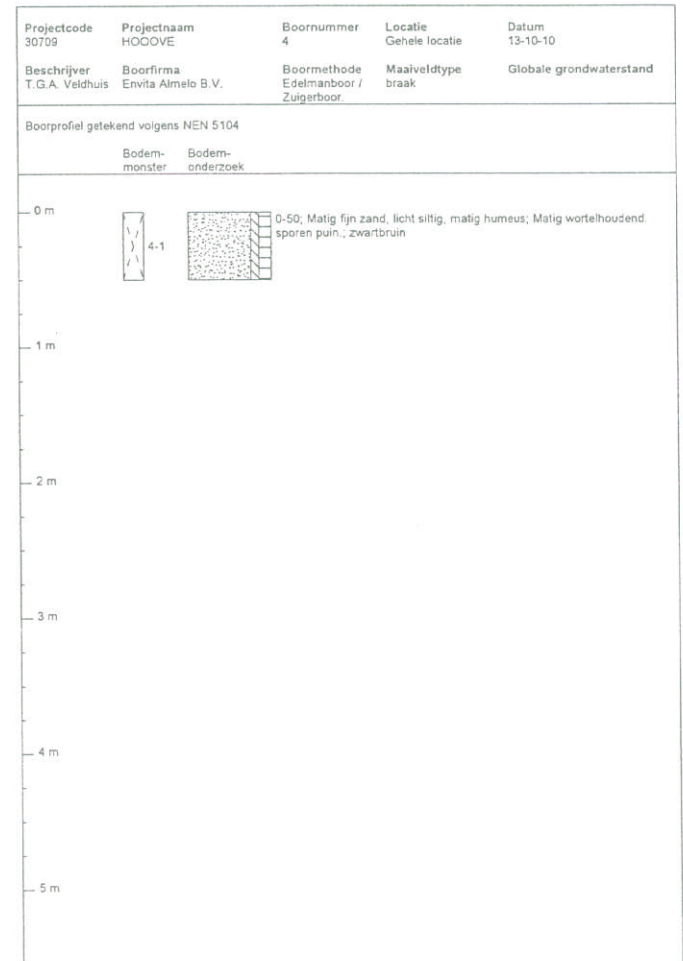 Projectcode Projectnaam Boornummer Locatie Datum
30709 HOOOVE 4 Gehele locatie 13-10-10
Beschrijver Boorfirma Boormethode Maaiveldtype Globale grondwaterstand
T.G.A. Veldhuis Envita Almelo B.V. Edelmanboor / braak
Zuigerboor.
Boorprofiel getekend volgens NEN 5104
Bodem- Bodem-
monster onderzoek
0 m
0-50; Matig fijn zand, licht siltig, matig humeus; Matig wortelhoudend.
4-1 sporen puin.; zwartbruin
1 m
2 m
3 m
4 m
5 m